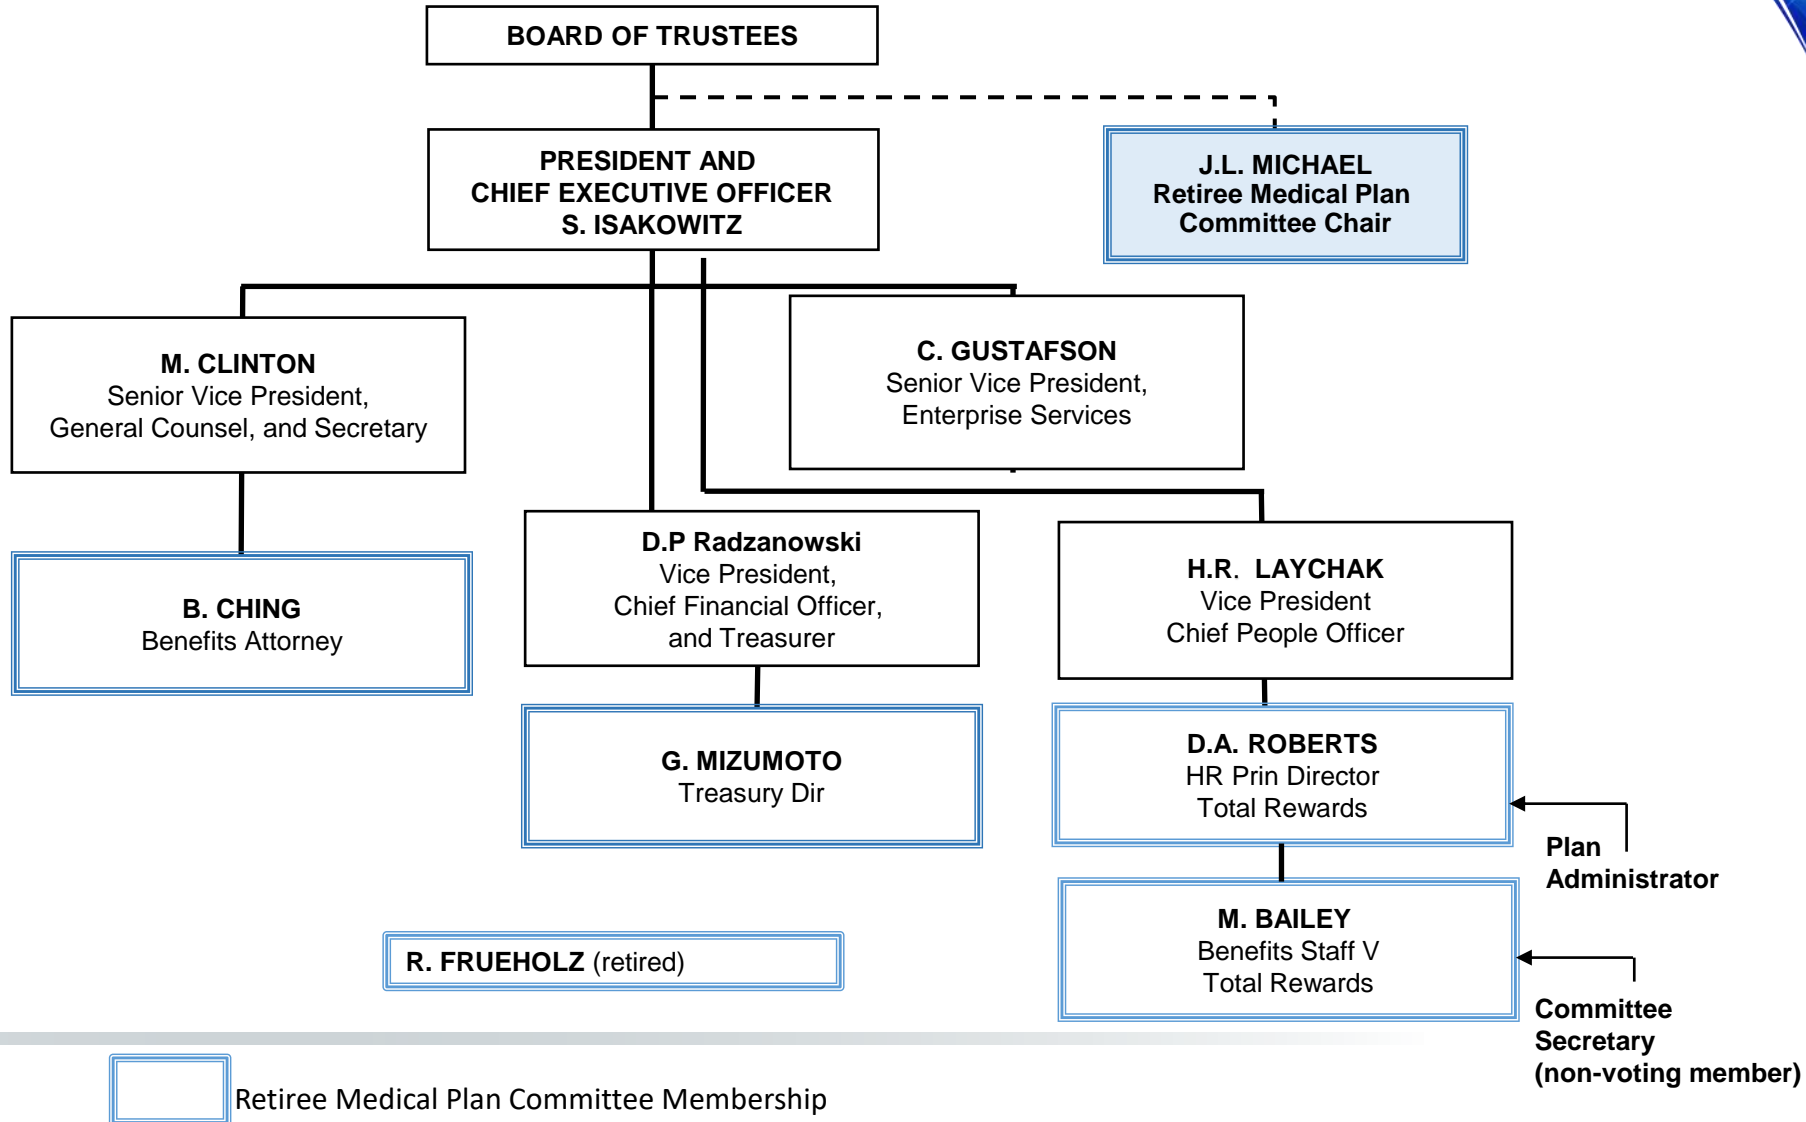 BOARD OF TRUSTEES
PRESIDENT AND
CHIEF EXECUTIVE OFFICER
S. ISAKOWITZ
J.L. MICHAEL
Retiree Medical Plan
Committee Chair
M. CLINTON
Senior Vice President,
General Counsel, and Secretary
C. GUSTAFSON
Senior Vice President,
Enterprise Services
B. CHING
Benefits Attorney
D.P Radzanowski
Vice President,
Chief Financial Officer,
and Treasurer
H.R. LAYCHAK
Vice President
Chief People Officer
G. MIZUMOTO
Treasury Dir
D.A. ROBERTS
HR Prin Director
Total Rewards
Plan
Administrator
M. BAILEY
Benefits Staff V
Total Rewards
R. FRUEHOLZ (retired)
Committee
Secretary
(non-voting member)
Retiree Medical Plan Committee Membership